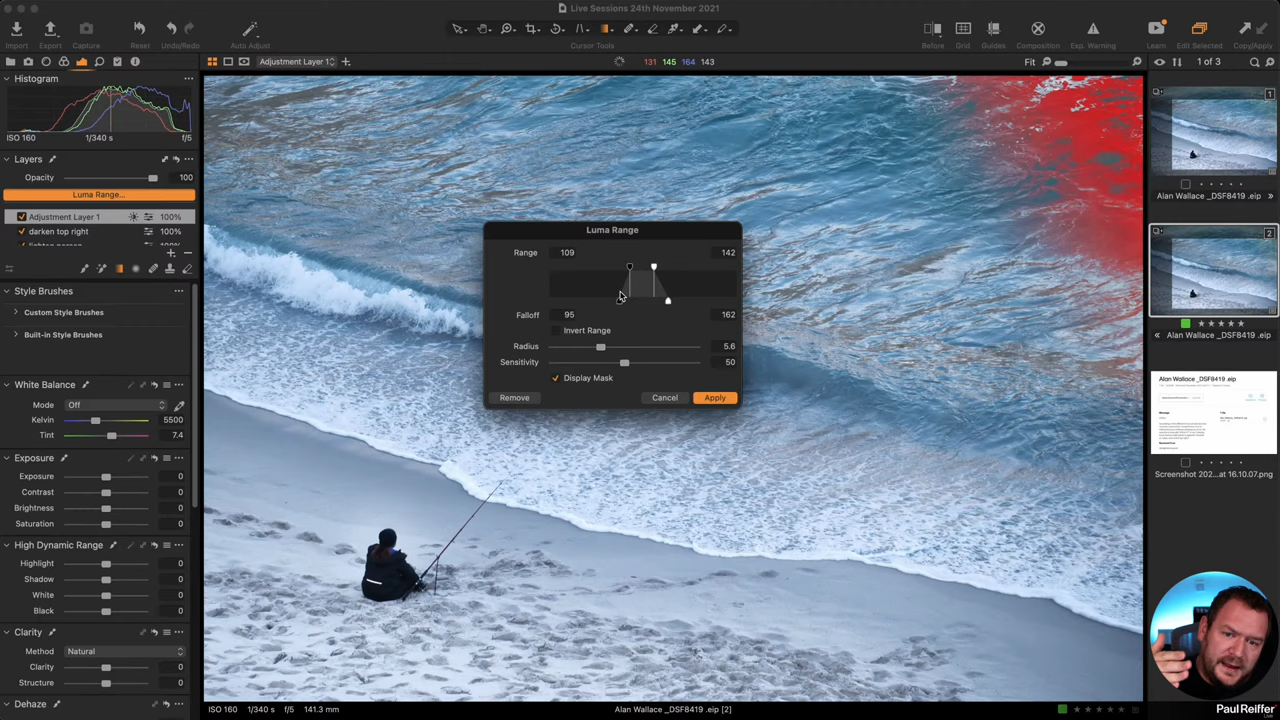 Live Sessions 24th November 2021
Import
Export
Capture
Reset
Undo/Redo
Auto Adjust
Cursor Tools
Before
Grid
Guides
Composition
Exp. Warning
Learn
Edit Selected
Copy/Apply
Adjustment Layer 1
131 145 164 143
Fit
1 of 3
Histogram
ISO 160
1/340 s
f/5
Layers
Opacity
100
Luma Range...
Adjustment Layer 1
100%
darken top right
100%
Style Brushes
Custom Style Brushes
Built-in Style Brushes
White Balance
Mode
Off
Kelvin
5500
Tint
7.4
Exposure
Exposure
0
Contrast
0
Brightness
0
Saturation
0
High Dynamic Range
Highlight
0
Shadow
0
White
0
Black
0
Clarity
Method
Natural
Clarity
0
Structure
0
Dehaze
Luma Range
Range
109
142
Falloff
95
162
Invert Range
Radius
5.6
Sensitivity
50
Display Mask
Remove
Cancel
Apply
1
Alan Wallace _DSF8419 .eip
2
Alan Wallace _DSF8419 .eip
Alan Wallace _DSF8419 .eip
Screenshot 202...at 16.10.07.png
ISO 160
1/340 s
f/5
141.3 mm
Alan Wallace _DSF8419 .eip [2]
Paul Reiffer
Live